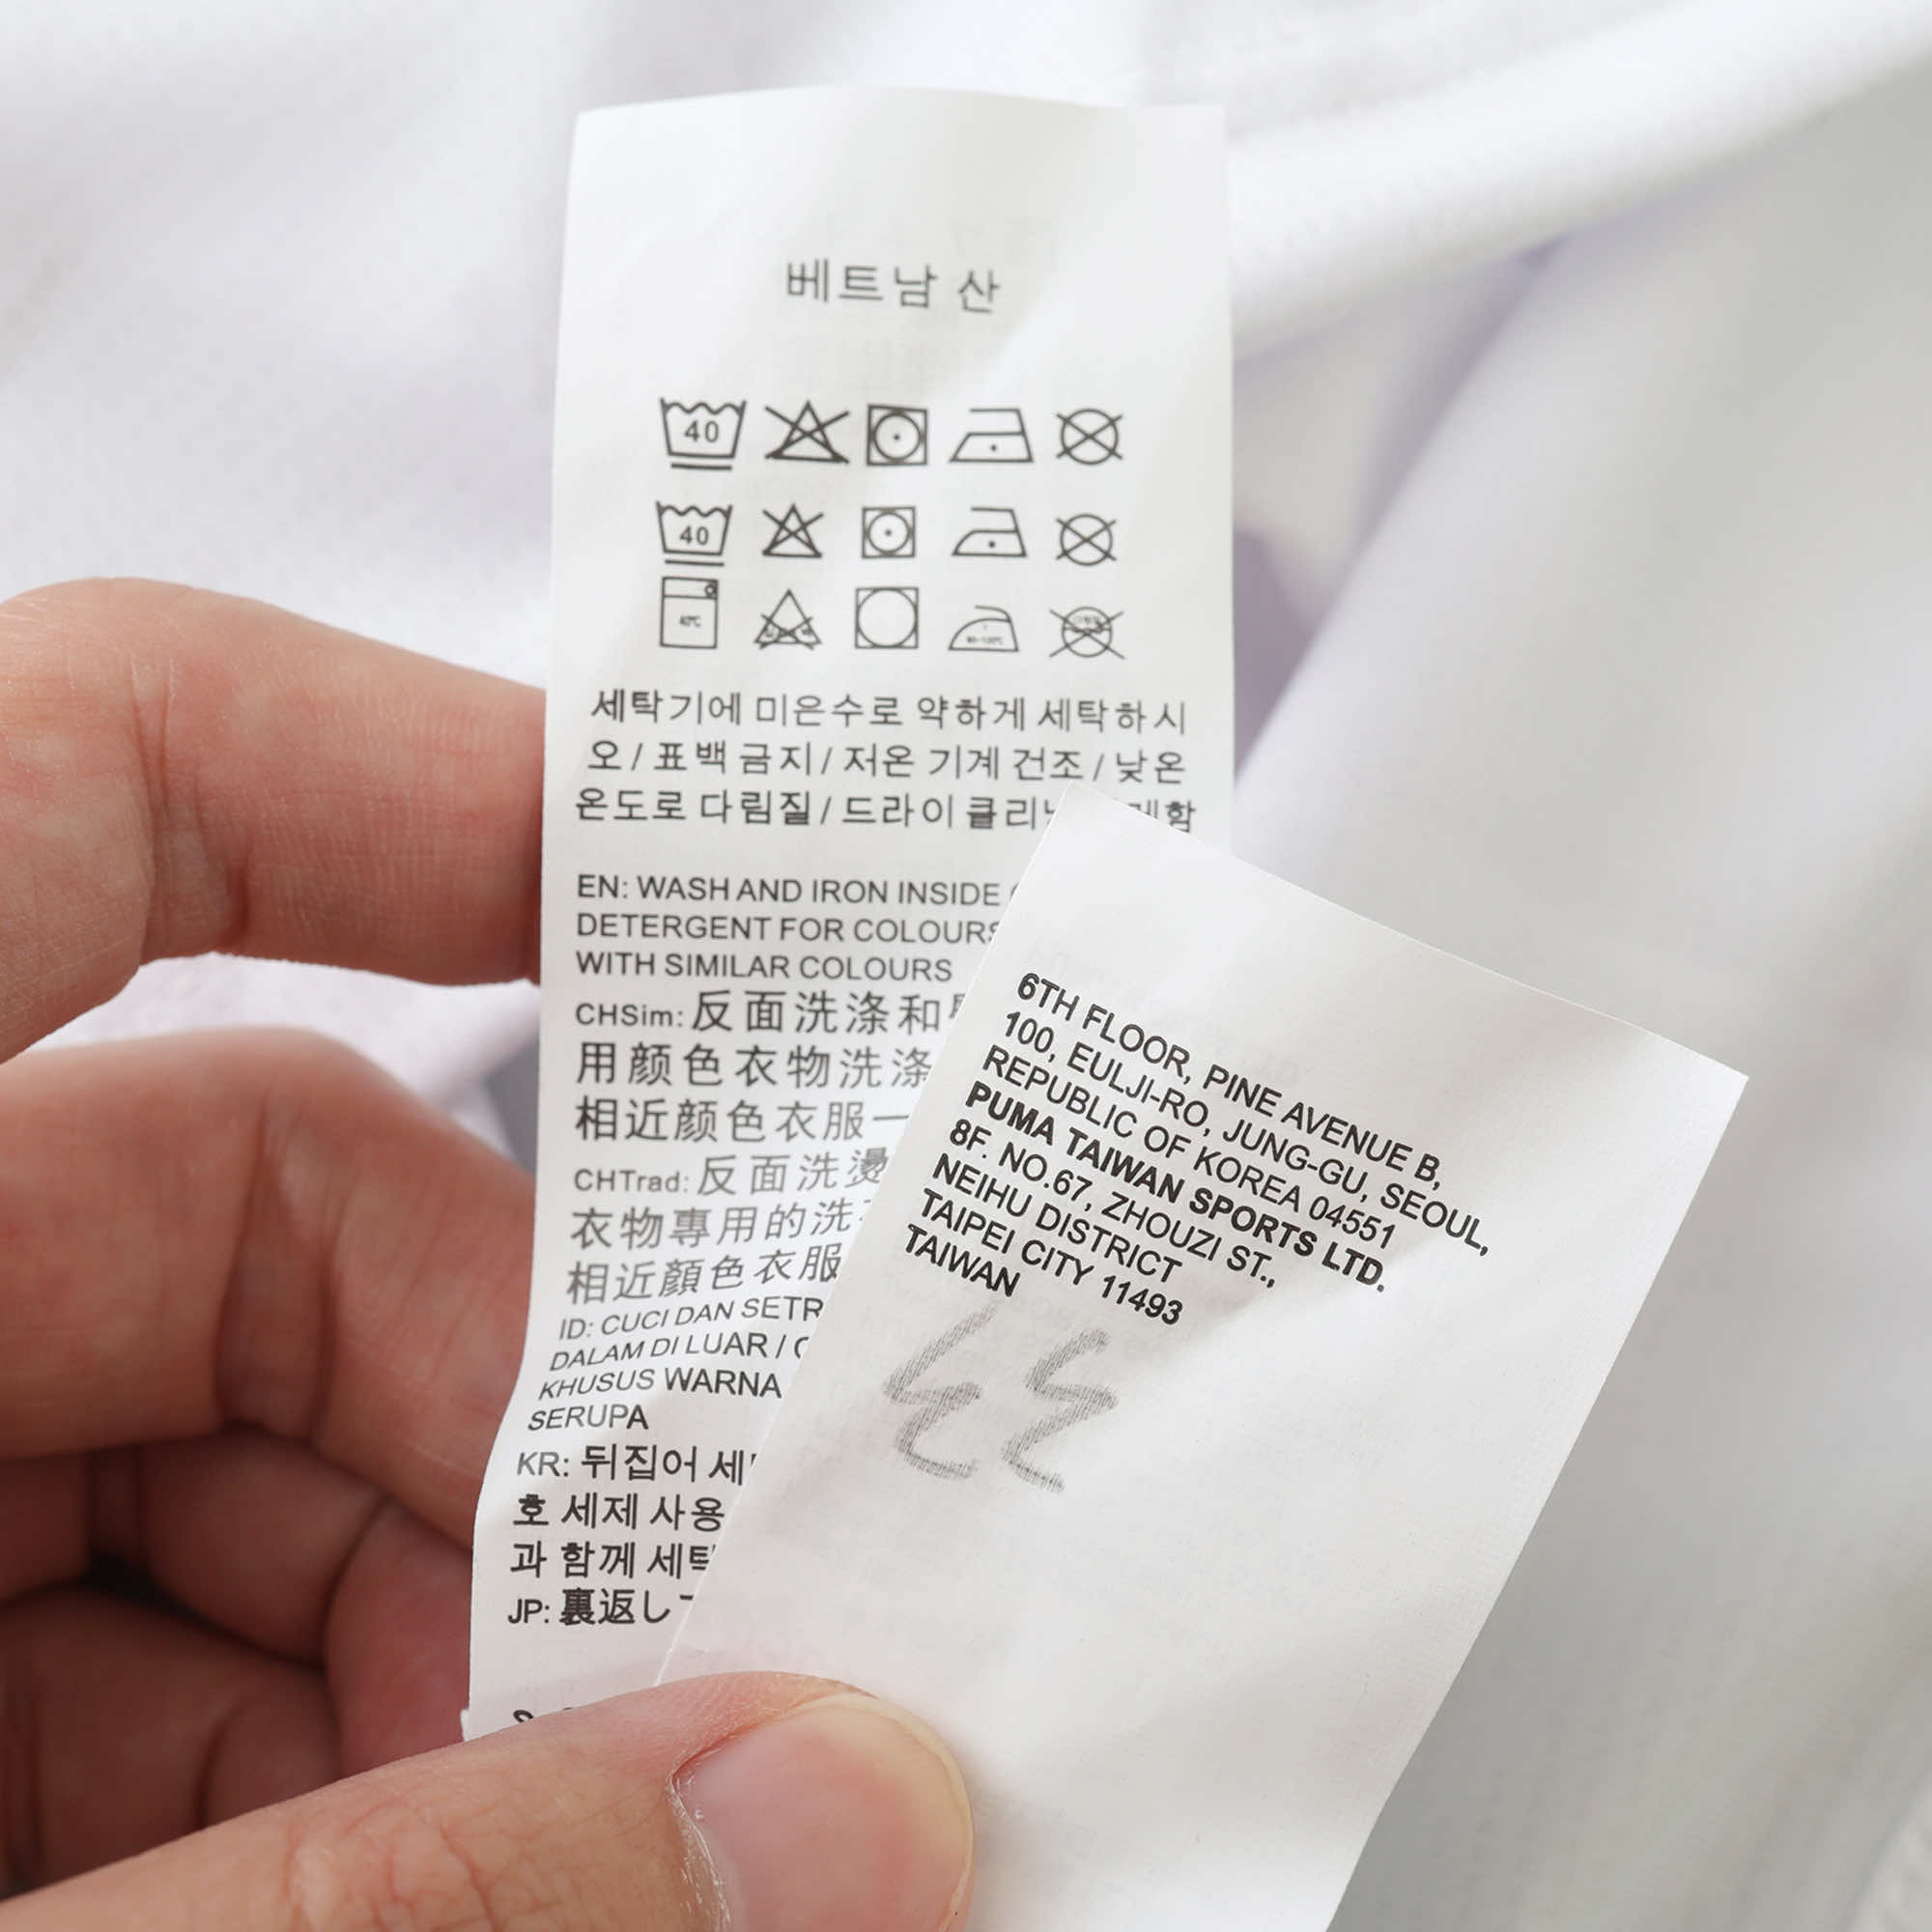 베트남 산
40
40
40℃
세탁기에 미은수로 약하게 세탁하시
오 / 표백 금지 / 저온 기계 건조 / 낮은
온도로 다림질 / 드라이 클리
EN: WASH AND IRON INSIDE
DETERGENT FOR COLOURS
WITH SIMILAR COLOURS
CHSim: 反面洗涤和
用颜色衣物洗涤
相近颜色衣服一
CHTrad: 反面洗燙
衣物專用的洗
相近顏色衣服
ID: CUCI DAN SETR
DALAM DI LUAR /
KHUSUS WARNA
SERUPA
KR: 뒤집어 세
호 세제 사용
과 함께 세탁
JP: 裏返し
6TH FLOOR, PINE AVENUE B,
100, EULJI-RO, JUNG-GU, SEOUL,
REPUBLIC OF KOREA 04551
PUMA TAIWAN SPORTS LTD.
8F. NO.67, ZHOUZI ST.,
NEIHU DISTRICT
TAIPEI CITY 11493
TAIWAN